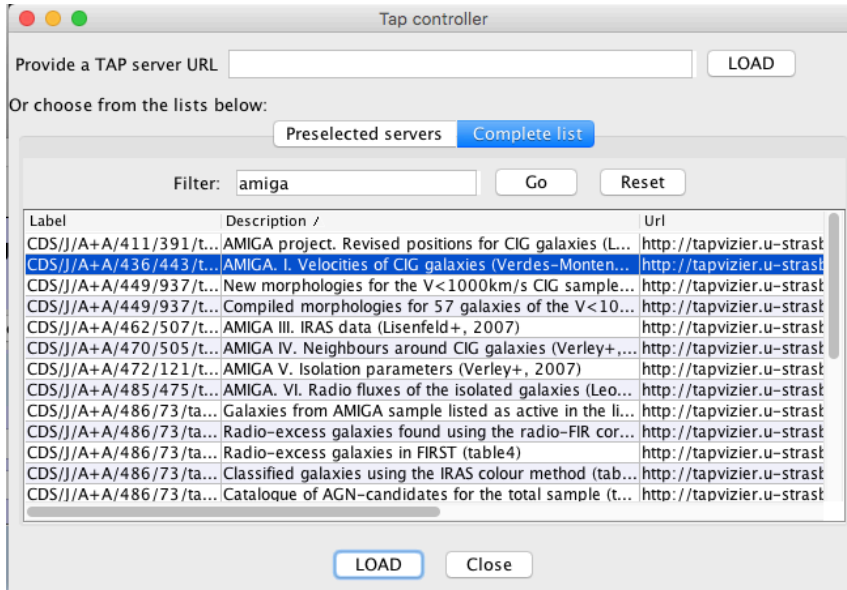 Tap controller
Provide a TAP server URL LOAD
Or choose from the lists below:
Preselected servers Complete list
Filter: amiga Go Reset
Label Description / Url
CDS/J/A+A/411/391/t... AMIGA project. Revised positions for CIG galaxies (L... http://tapvizier.u-strasb
CDS/J/A+A/436/443/t... AMIGA. I. Velocities of CIG galaxies (Verdes-Monten... http://tapvizier.u-strasb
CDS/J/A+A/449/937/t... New morphologies for the V<1000km/s CIG sample... http://tapvizier.u-strasb
CDS/J/A+A/449/937/t... Compiled morphologies for 57 galaxies of the V<10... http://tapvizier.u-strasb
CDS/J/A+A/462/507/t... AMIGA III. IRAS data (Lisenfeld+, 2007) http://tapvizier.u-strasb
CDS/J/A+A/470/505/t... AMIGA IV. Neighbours around CIG galaxies (Verley+,... http://tapvizier.u-strasb
CDS/J/A+A/472/121/t... AMIGA V. Isolation parameters (Verley+, 2007) http://tapvizier.u-strasb
CDS/J/A+A/485/475/t... AMIGA. VI. Radio fluxes of the isolated galaxies (Leo... http://tapvizier.u-strasb
CDS/J/A+A/486/73/ta... Galaxies from AMIGA sample listed as active in the li... http://tapvizier.u-strasb
CDS/J/A+A/486/73/ta... Radio-excess galaxies found using the radio-FIR cor... http://tapvizier.u-strasb
CDS/J/A+A/486/73/ta... Radio-excess galaxies in FIRST (table4) http://tapvizier.u-strasb
CDS/J/A+A/486/73/ta... Classified galaxies using the IRAS colour method (tab... http://tapvizier.u-strasb
CDS/J/A+A/486/73/ta... Catalogue of AGN-candidates for the total sample (t... http://tapvizier.u-strasb
LOAD Close